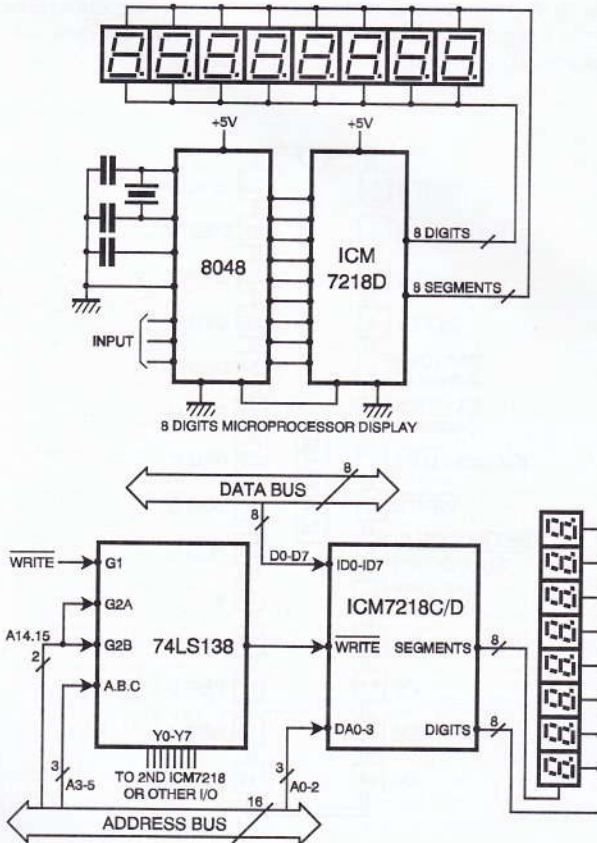 +5V
+5V
8048
ICM
7218D
8 DIGITS
8 SEGMENTS
INPUT
8 DIGITS MICROPROCESSOR DISPLAY
8
DATA BUS
8
D0-D7
WRITE
G1
ID0-ID7
ICM7218C/D
G2A
A14.15
G2B
74LS138
WRITE
SEGMENTS
8
2
A.B.C
Y0-Y7
DA0-3
DIGITS
8
3
A3-5
TO 2ND ICM7218
OR OTHER I/O
3
A0-2
16
ADDRESS BUS